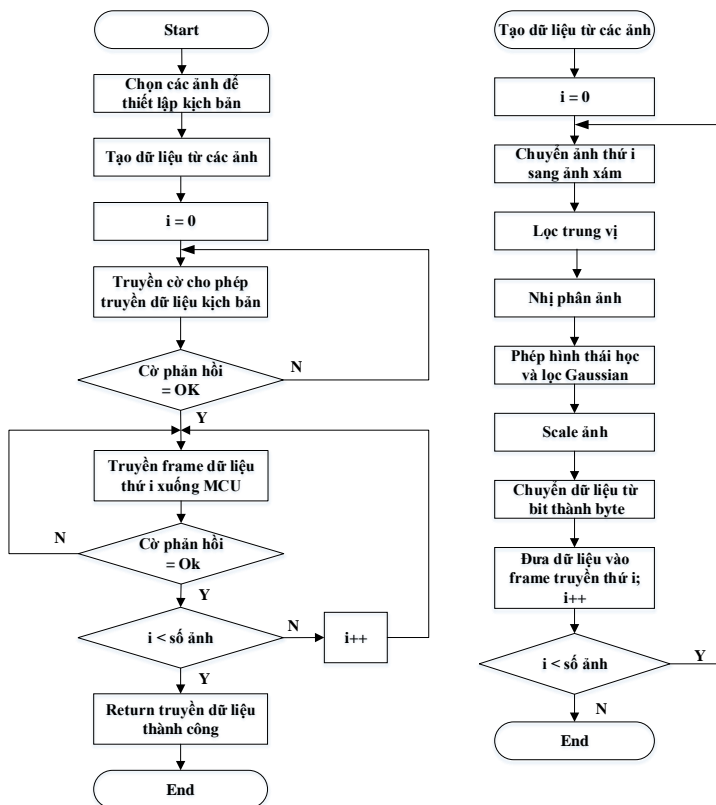 Start
Chọn các ảnh để
thiết lập kịch bản
Tạo dữ liệu từ các ảnh
i = 0
Truyền cờ cho phép
truyền dữ liệu kịch bản
Cờ phản hồi
= OK
N
Y
Truyền frame dữ liệu
thứ i xuống MCU
Cờ phản hồi
= Ok
N
Y
i < số ảnh
N
i++
Y
Return truyền dữ liệu
thành công
End
Tạo dữ liệu từ các ảnh
i = 0
Chuyển ảnh thứ i
sang ảnh xám
Lọc trung vị
Nhị phân ảnh
Phép hình thái học
và lọc Gaussian
Scale ảnh
Chuyển dữ liệu từ
bit thành byte
Đưa dữ liệu vào
frame truyền thứ i;
i++
i < số ảnh
Y
N
End